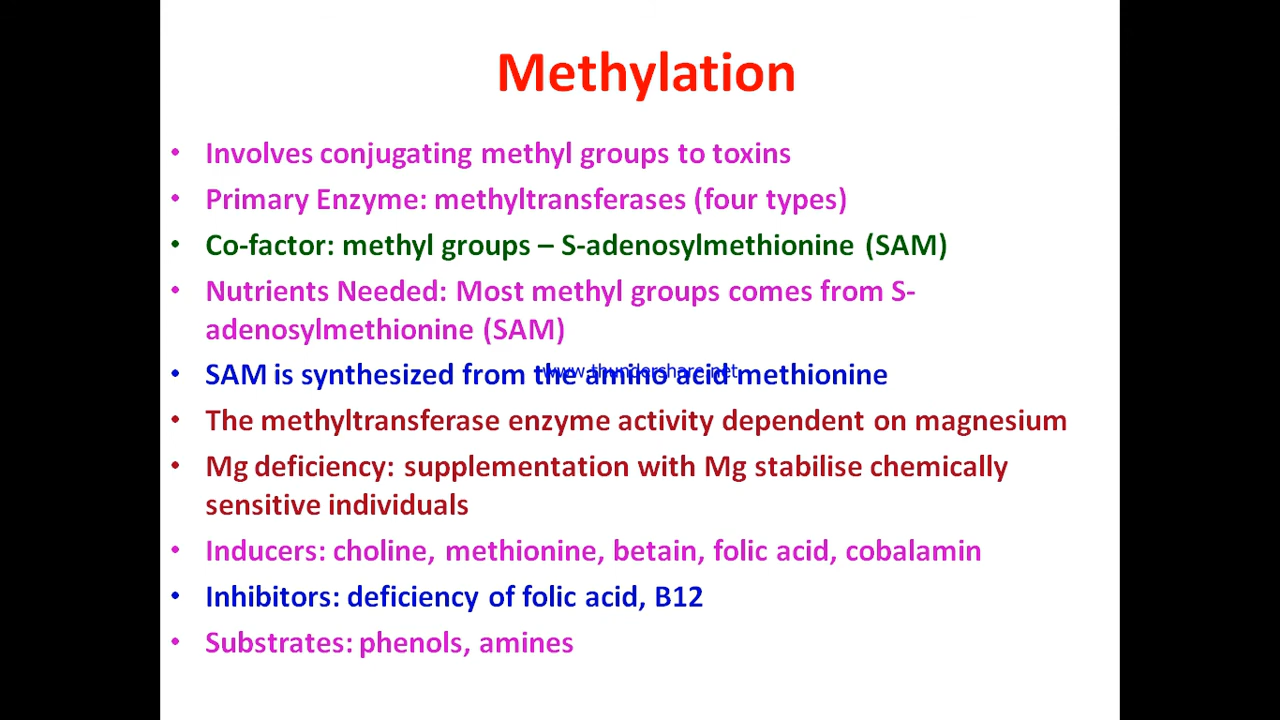 Methylation
• Involves conjugating methyl groups to toxins
• Primary Enzyme: methyltransferases (four types)
• Co-factor: methyl groups – S-adenosylmethionine (SAM)
• Nutrients Needed: Most methyl groups comes from S-
adenosylmethionine (SAM)
• SAM is synthesized from the amino acid methionine
www.thundershare.net
• The methyltransferase enzyme activity dependent on magnesium
• Mg deficiency: supplementation with Mg stabilise chemically
sensitive individuals
• Inducers: choline, methionine, betain, folic acid, cobalamin
• Inhibitors: deficiency of folic acid, B12
• Substrates: phenols, amines